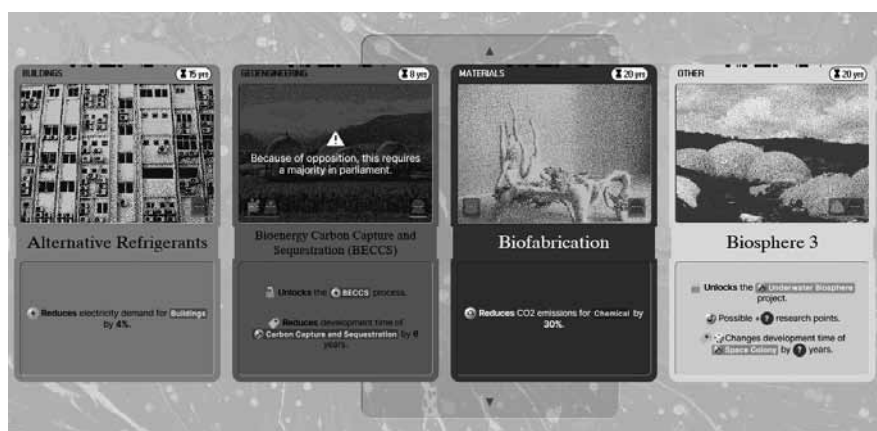 BUILDINGS
15 yrs
Alternative Refrigerants
Reduces electricity demand for Buildings
by 4%.
GEOENGINEERING
8 yrs
Because of opposition, this requires
a majority in parliament.
Bioenergy Carbon Capture and
Sequestration (BECCS)
Unlocks the BECCS process.
Reduces development time of
Carbon Capture and Sequestration by 6
years.
MATERIALS
20 yrs
Biofabrication
Reduces CO2 emissions for Chemical by
30%.
OTHER
20 yrs
Biosphere 3
Unlocks the Underwater Biosphere
project.
Possible +? research points.
Changes development time of
Space Colony by ? years.